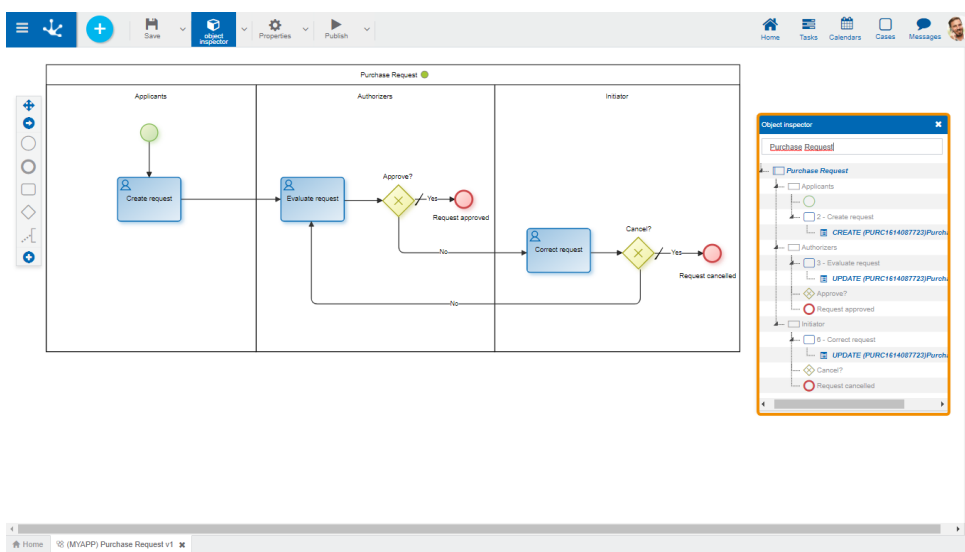 Save
object
inspector
Properties
Publish
Home
Tasks
Calendars
Cases
Messages
Purchase Request
Applicants
Authorizers
Initiator
Create request
Evaluate request
Approve?
Yes
Request approved
No
Correct request
Cancel?
Yes
Request cancelled
No
Object inspector
Purchase Request
Purchase Request
Applicants
2 - Create request
CREATE (PURC1614087723)Purcha
Authorizers
3 - Evaluate request
UPDATE (PURC1614087723)Purcha
Approve?
Request approved
Initiator
6 - Correct request
UPDATE (PURC1614087723)Purcha
Cancel?
Request cancelled
Home
(MYAPP) Purchase Request v1